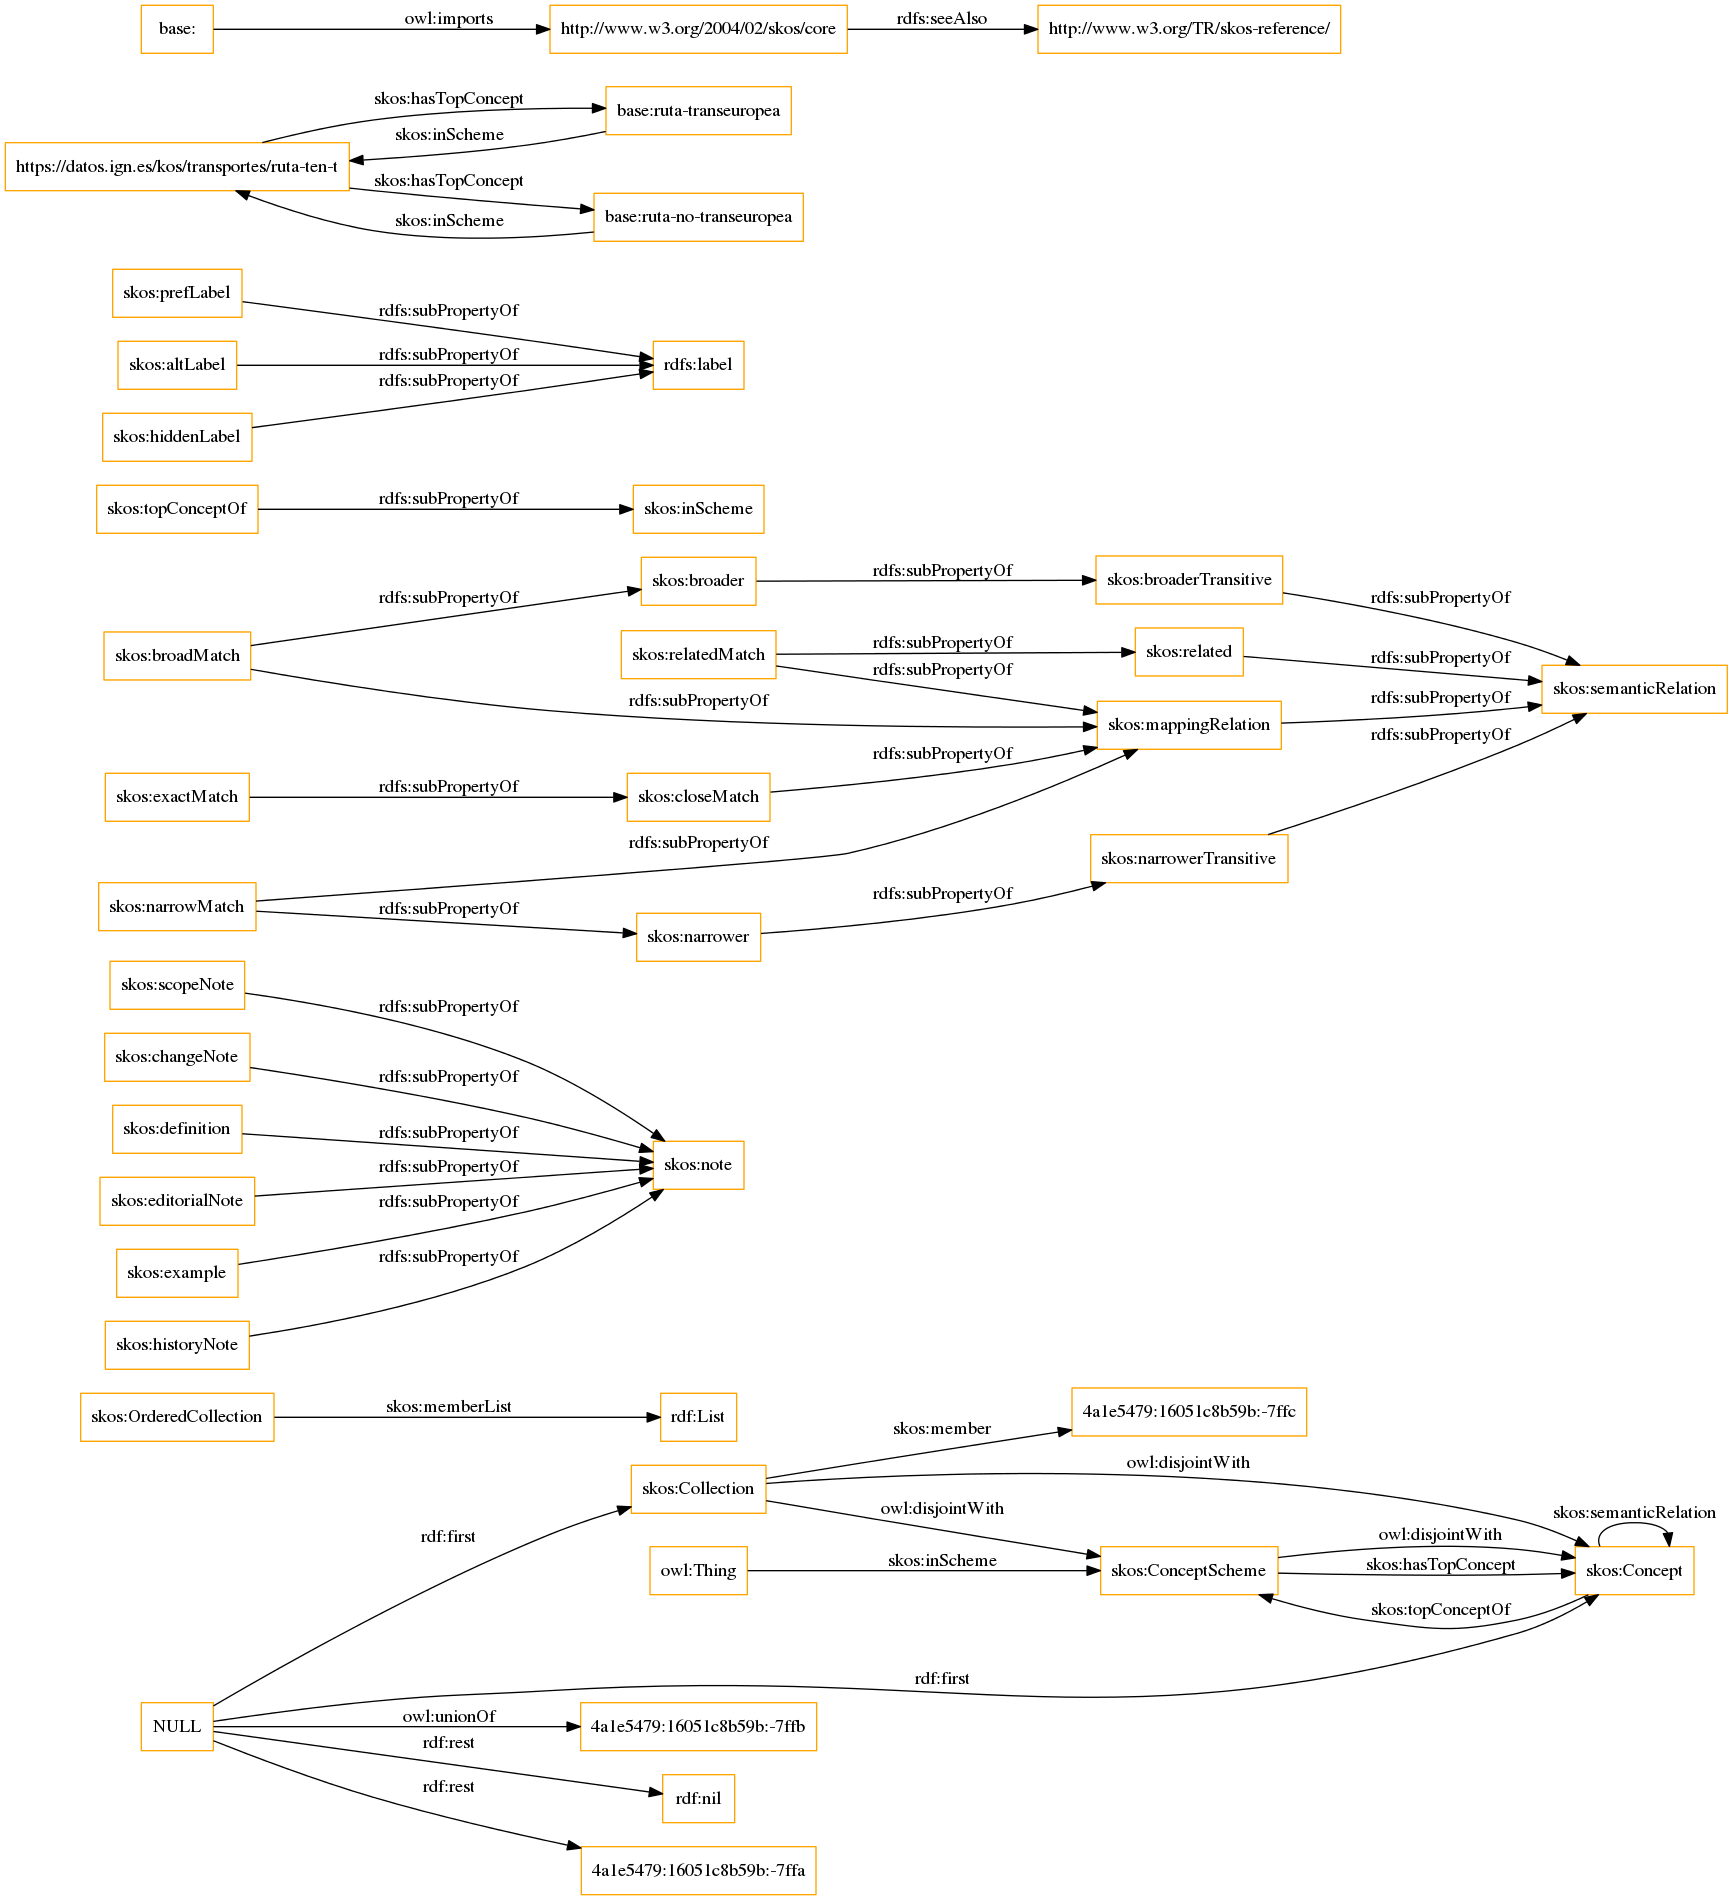 base:
owl:imports
http://www.w3.org/2004/02/skos/core
rdfs:seeAlso
http://www.w3.org/TR/skos-reference/
https://datos.ign.es/kos/transportes/ruta-ten-t
skos:hasTopConcept
base:ruta-transeuropea
skos:inScheme
skos:hasTopConcept
base:ruta-no-transeuropea
skos:inScheme
skos:prefLabel
rdfs:subPropertyOf
skos:altLabel
rdfs:subPropertyOf
rdfs:label
skos:hiddenLabel
rdfs:subPropertyOf
skos:topConceptOf
rdfs:subPropertyOf
skos:inScheme
skos:broadMatch
rdfs:subPropertyOf
skos:broader
rdfs:subPropertyOf
skos:broaderTransitive
rdfs:subPropertyOf
skos:relatedMatch
rdfs:subPropertyOf
skos:related
rdfs:subPropertyOf
skos:semanticRelation
rdfs:subPropertyOf
rdfs:subPropertyOf
skos:mappingRelation
rdfs:subPropertyOf
rdfs:subPropertyOf
skos:exactMatch
rdfs:subPropertyOf
skos:closeMatch
rdfs:subPropertyOf
rdfs:subPropertyOf
skos:narrowerTransitive
skos:narrowMatch
rdfs:subPropertyOf
skos:narrower
rdfs:subPropertyOf
skos:scopeNote
rdfs:subPropertyOf
skos:changeNote
rdfs:subPropertyOf
skos:definition
rdfs:subPropertyOf
skos:note
skos:editorialNote
rdfs:subPropertyOf
skos:example
rdfs:subPropertyOf
skos:historyNote
rdfs:subPropertyOf
skos:OrderedCollection
skos:memberList
rdf:List
skos:Collection
skos:member
4a1e5479:16051c8b59b:-7ffc
owl:disjointWith
owl:disjointWith
skos:semanticRelation
rdf:first
owl:Thing
skos:inScheme
skos:ConceptScheme
owl:disjointWith
skos:hasTopConcept
skos:Concept
skos:topConceptOf
rdf:first
NULL
owl:unionOf
4a1e5479:16051c8b59b:-7ffb
rdf:rest
rdf:nil
rdf:rest
4a1e5479:16051c8b59b:-7ffa